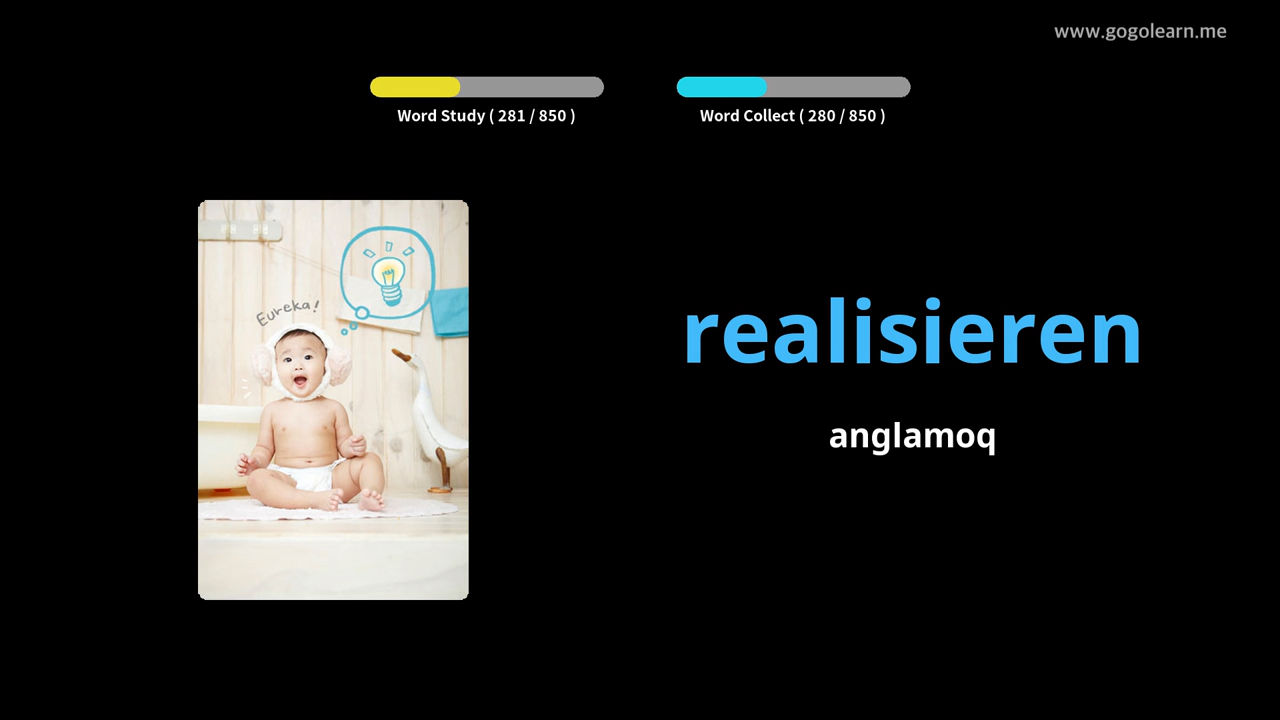 www.gogolearn.me
Word Study ( 281 / 850 )
Word Collect ( 280 / 850 )
Eureka!
realisieren
anglamoq